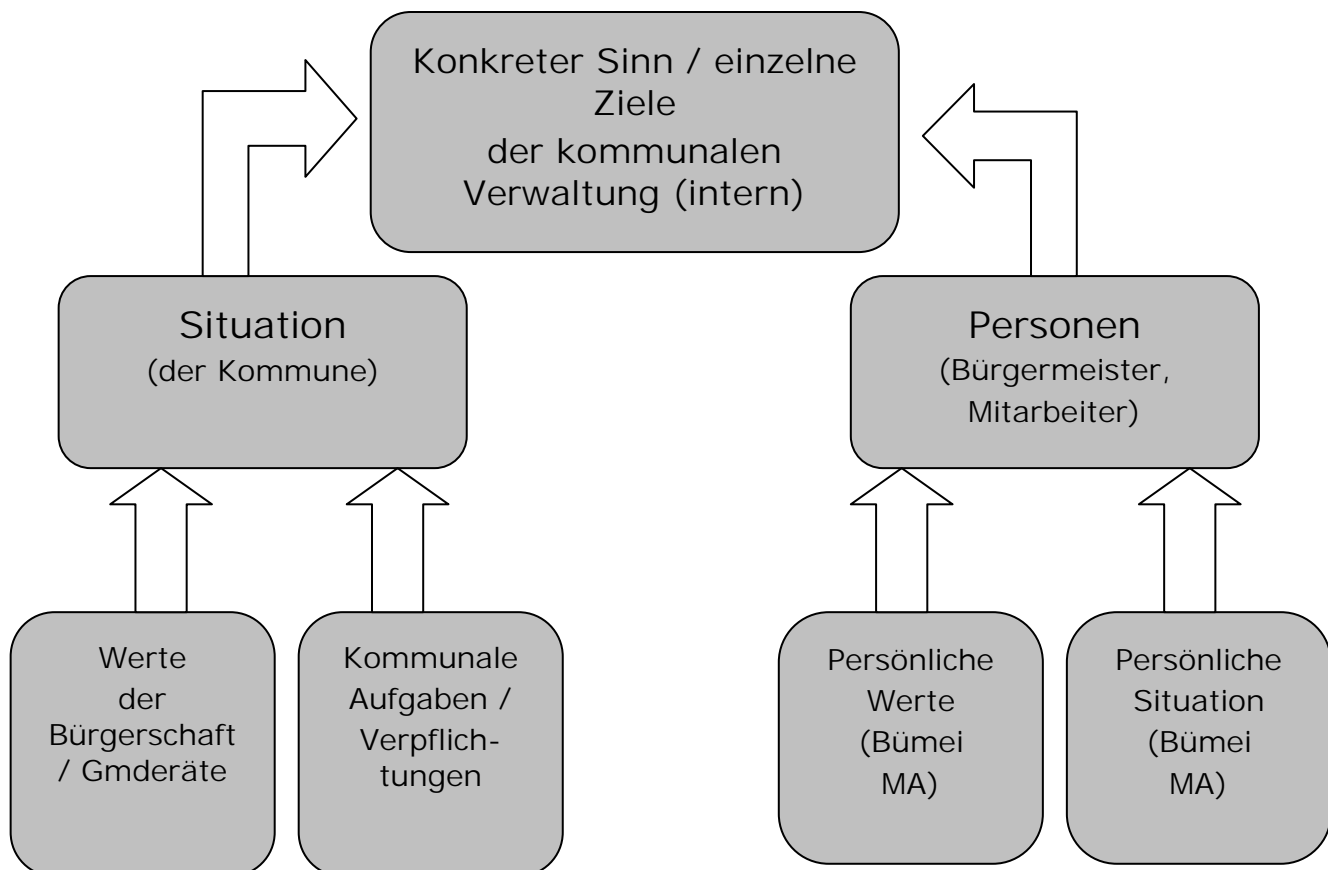 Konkreter Sinn / einzelne
Ziele
der kommunalen
Verwaltung (intern)
Situation
(der Kommune)
Personen
(Bürgermeister,
Mitarbeiter)
Werte
der
Bürgerschaft
/ Gmderäte
Kommunale
Aufgaben /
Verpflich-
tungen
Persönliche
Werte
(Bümei
MA)
Persönliche
Situation
(Bümei
MA)